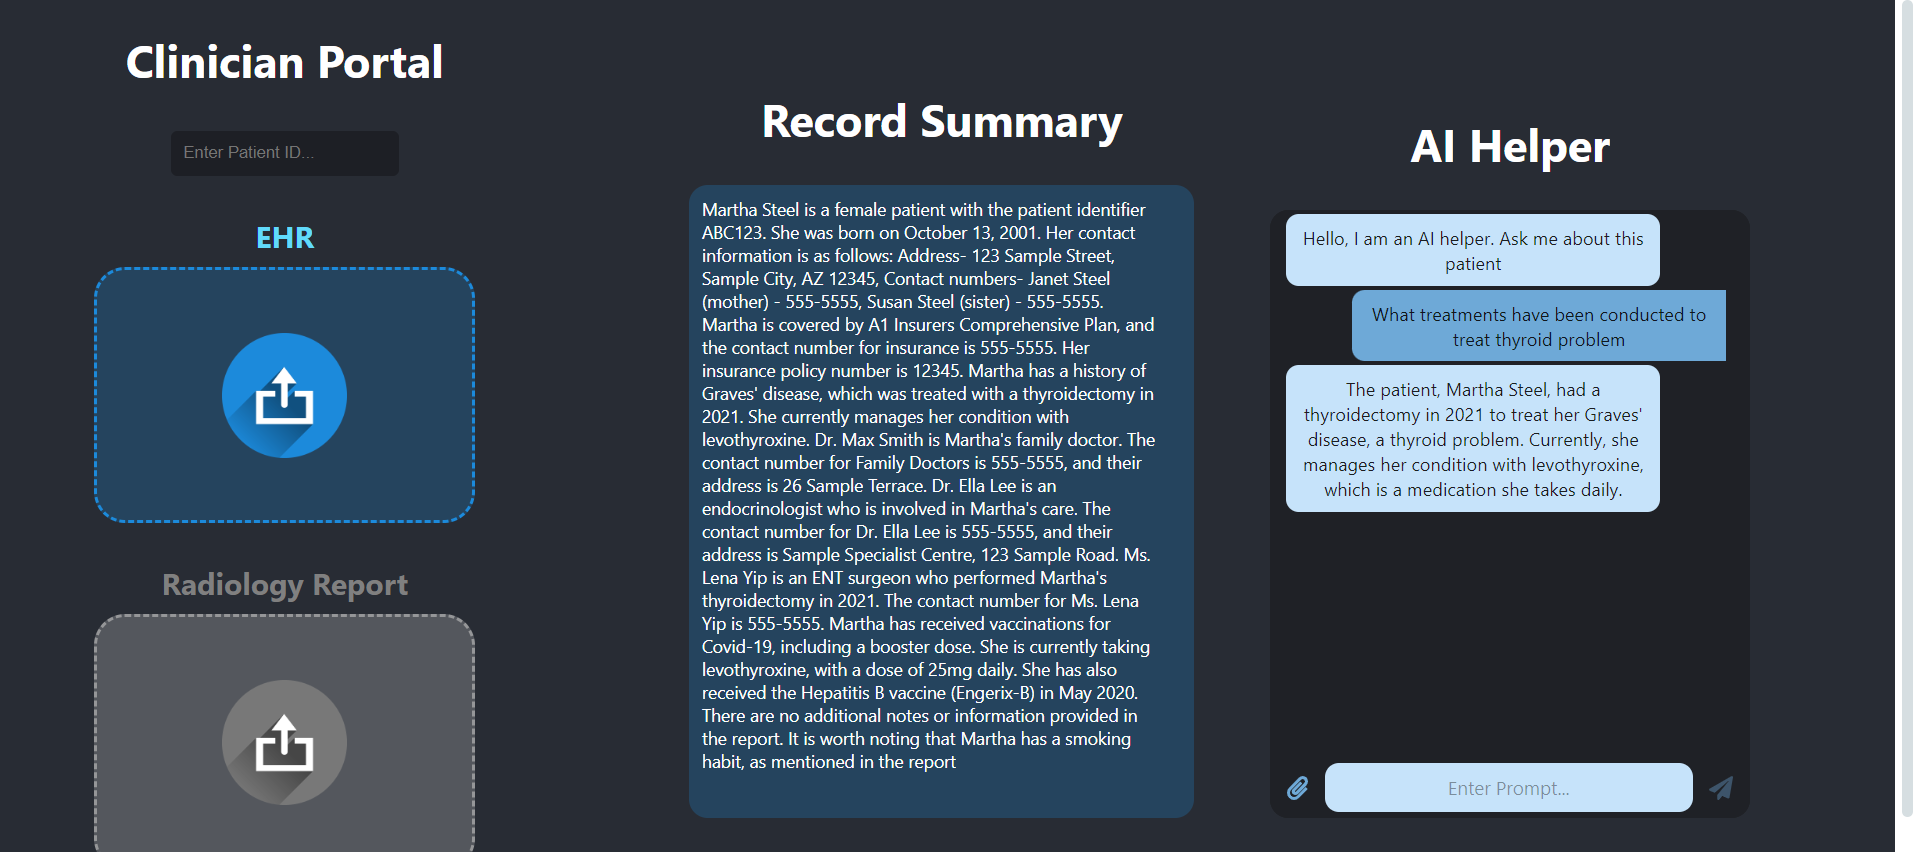 Clinician Portal
Enter Patient ID...
EHR
Radiology Report
Record Summary
Martha Steel is a female patient with the patient identifier
ABC123. She was born on October 13, 2001. Her contact
information is as follows: Address- 123 Sample Street,
Sample City, AZ 12345, Contact numbers- Janet Steel
(mother) - 555-5555, Susan Steel (sister) - 555-5555.
Martha is covered by A1 Insurers Comprehensive Plan, and
the contact number for insurance is 555-5555. Her
insurance policy number is 12345. Martha has a history of
Graves' disease, which was treated with a thyroidectomy in
2021. She currently manages her condition with
levothyroxine. Dr. Max Smith is Martha's family doctor. The
contact number for Family Doctors is 555-5555, and their
address is 26 Sample Terrace. Dr. Ella Lee is an
endocrinologist who is involved in Martha's care. The
contact number for Dr. Ella Lee is 555-5555, and their
address is Sample Specialist Centre, 123 Sample Road. Ms.
Lena Yip is an ENT surgeon who performed Martha's
thyroidectomy in 2021. The contact number for Ms. Lena
Yip is 555-5555. Martha has received vaccinations for
Covid-19, including a booster dose. She is currently taking
levothyroxine, with a dose of 25mg daily. She has also
received the Hepatitis B vaccine (Engerix-B) in May 2020.
There are no additional notes or information provided in
the report. It is worth noting that Martha has a smoking
habit, as mentioned in the report
AI Helper
Hello, I am an AI helper. Ask me about this
patient
What treatments have been conducted to
treat thyroid problem
The patient, Martha Steel, had a
thyroidectomy in 2021 to treat her Graves'
disease, a thyroid problem. Currently, she
manages her condition with levothyroxine,
which is a medication she takes daily.
Enter Prompt...